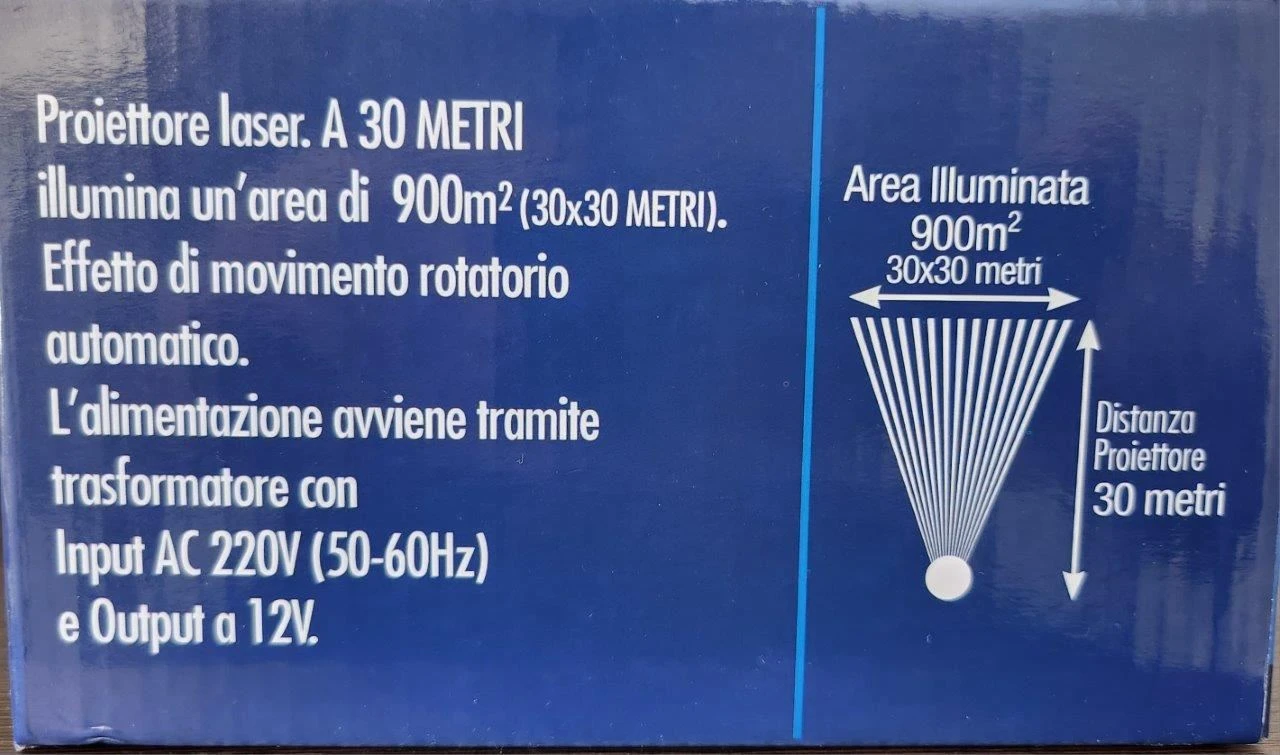 Proiettore laser. A 30 METRI
illumina un'area di 900m² (30x30 METRI).
Effetto di movimento rotatorio
automatico.
L'alimentazione avviene tramite
trasformatore con
Input AC 220V (50-60Hz)
e Output a 12V.
Area Illuminata
900m²
30x30 metri
Distanza
Proiettore
30 metri